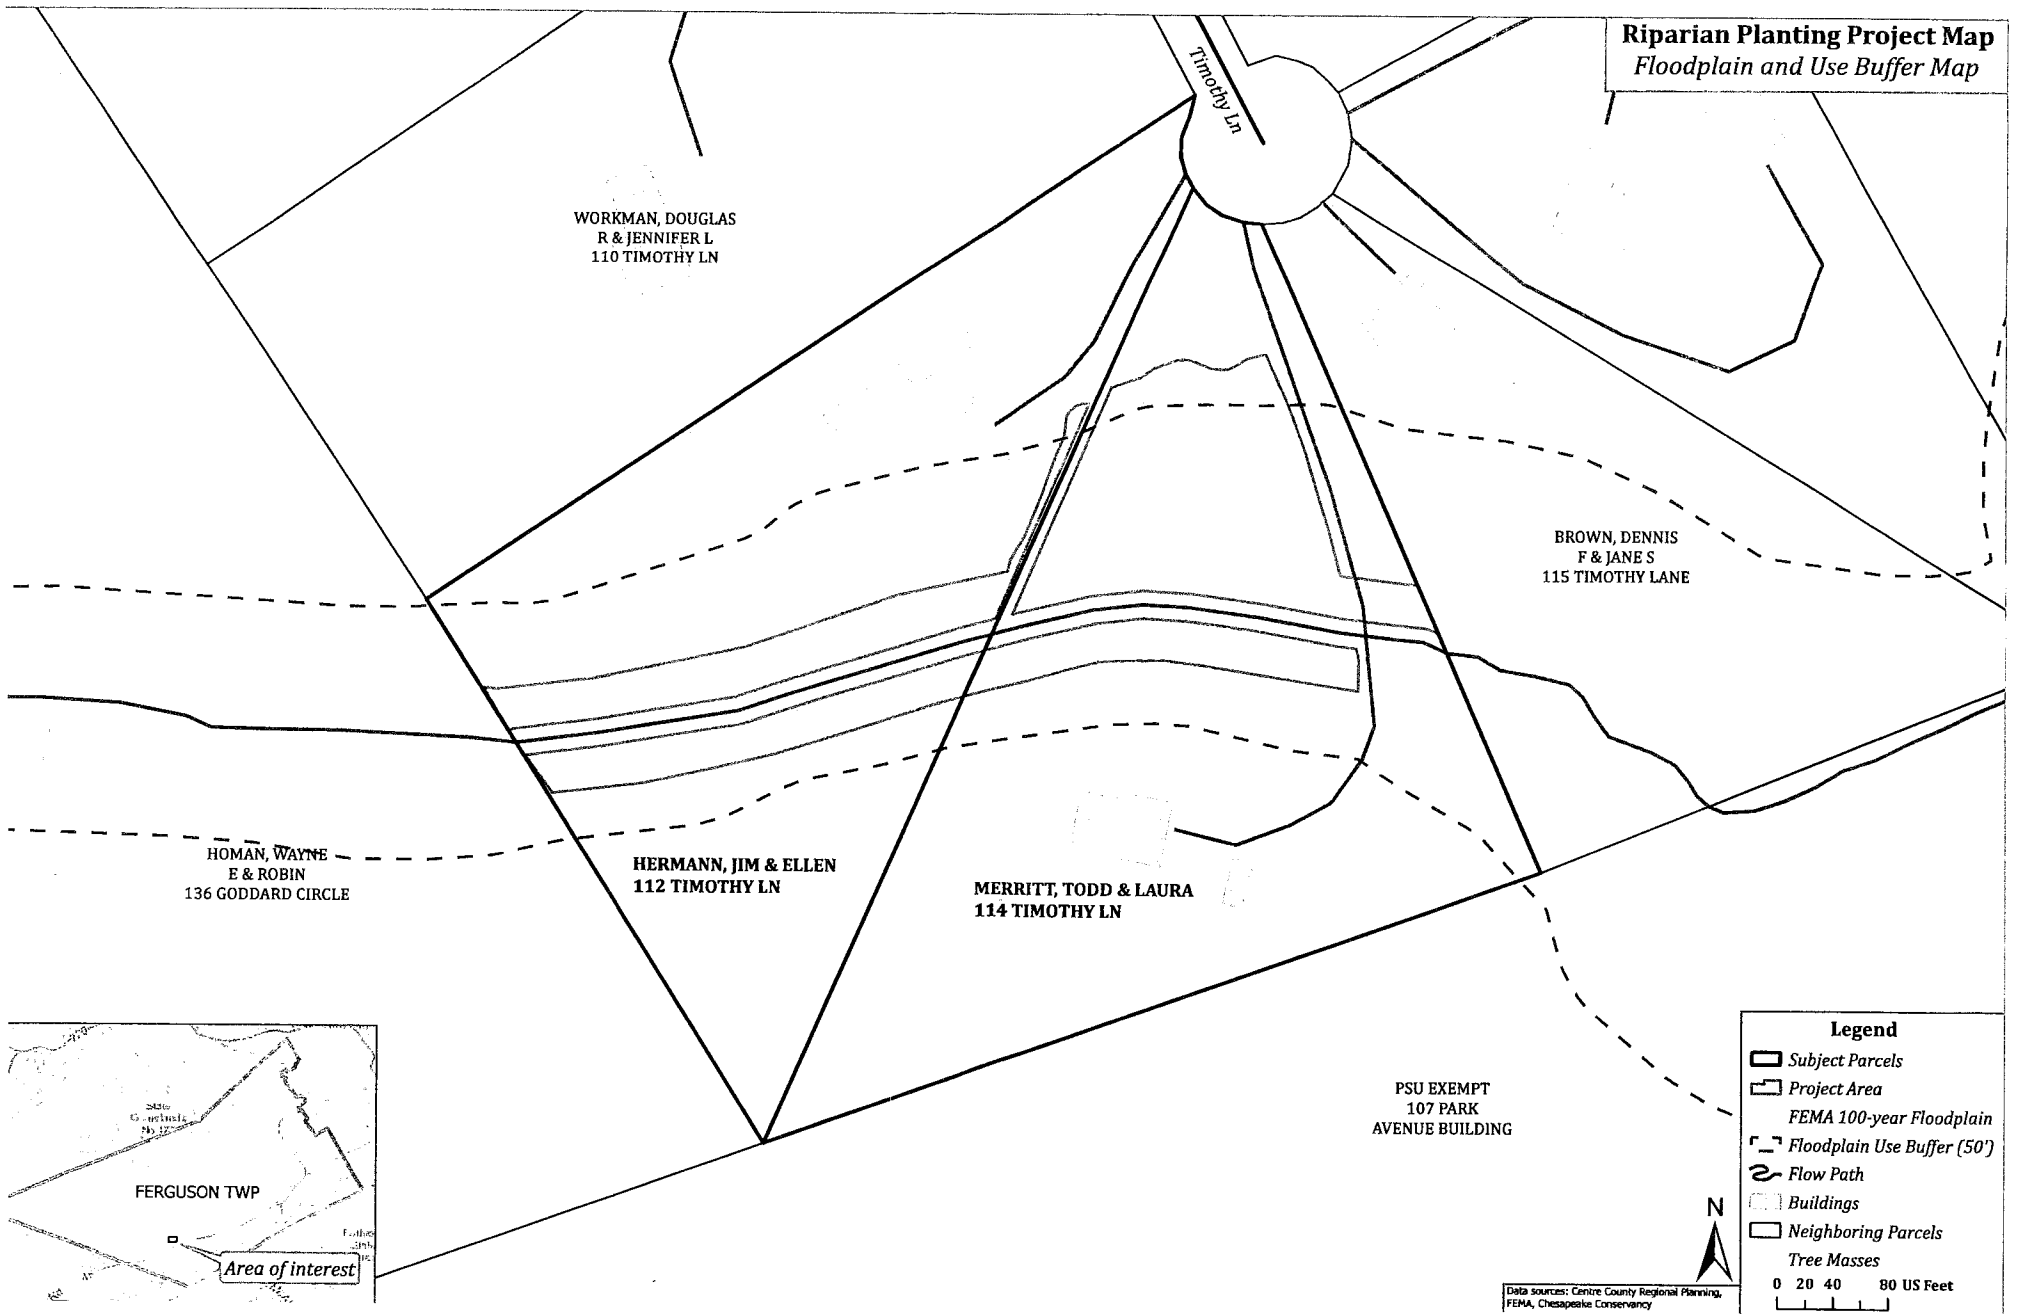 Riparian Planting Project Map
Floodplain and Use Buffer Map
Timothy Ln
WORKMAN, DOUGLAS
R & JENNIFER L
110 TIMOTHY LN
BROWN, DENNIS
F & JANE S
115 TIMOTHY LANE
HOMAN, WAYNE
E & ROBIN
136 GODDARD CIRCLE
HERMANN, JIM & ELLEN
112 TIMOTHY LN
MERRITT, TODD & LAURA
114 TIMOTHY LN
PSU EXEMPT
107 PARK
AVENUE BUILDING
FERGUSON TWP
Area of interest
N
Legend
Subject Parcels
Project Area
FEMA 100-year Floodplain
Floodplain Use Buffer (50')
Flow Path
Buildings
Neighboring Parcels
Tree Masses
0 20 40 80 US Feet
Data sources: Centre County Regional Planning,
FEMA, Chesapeake Conservancy